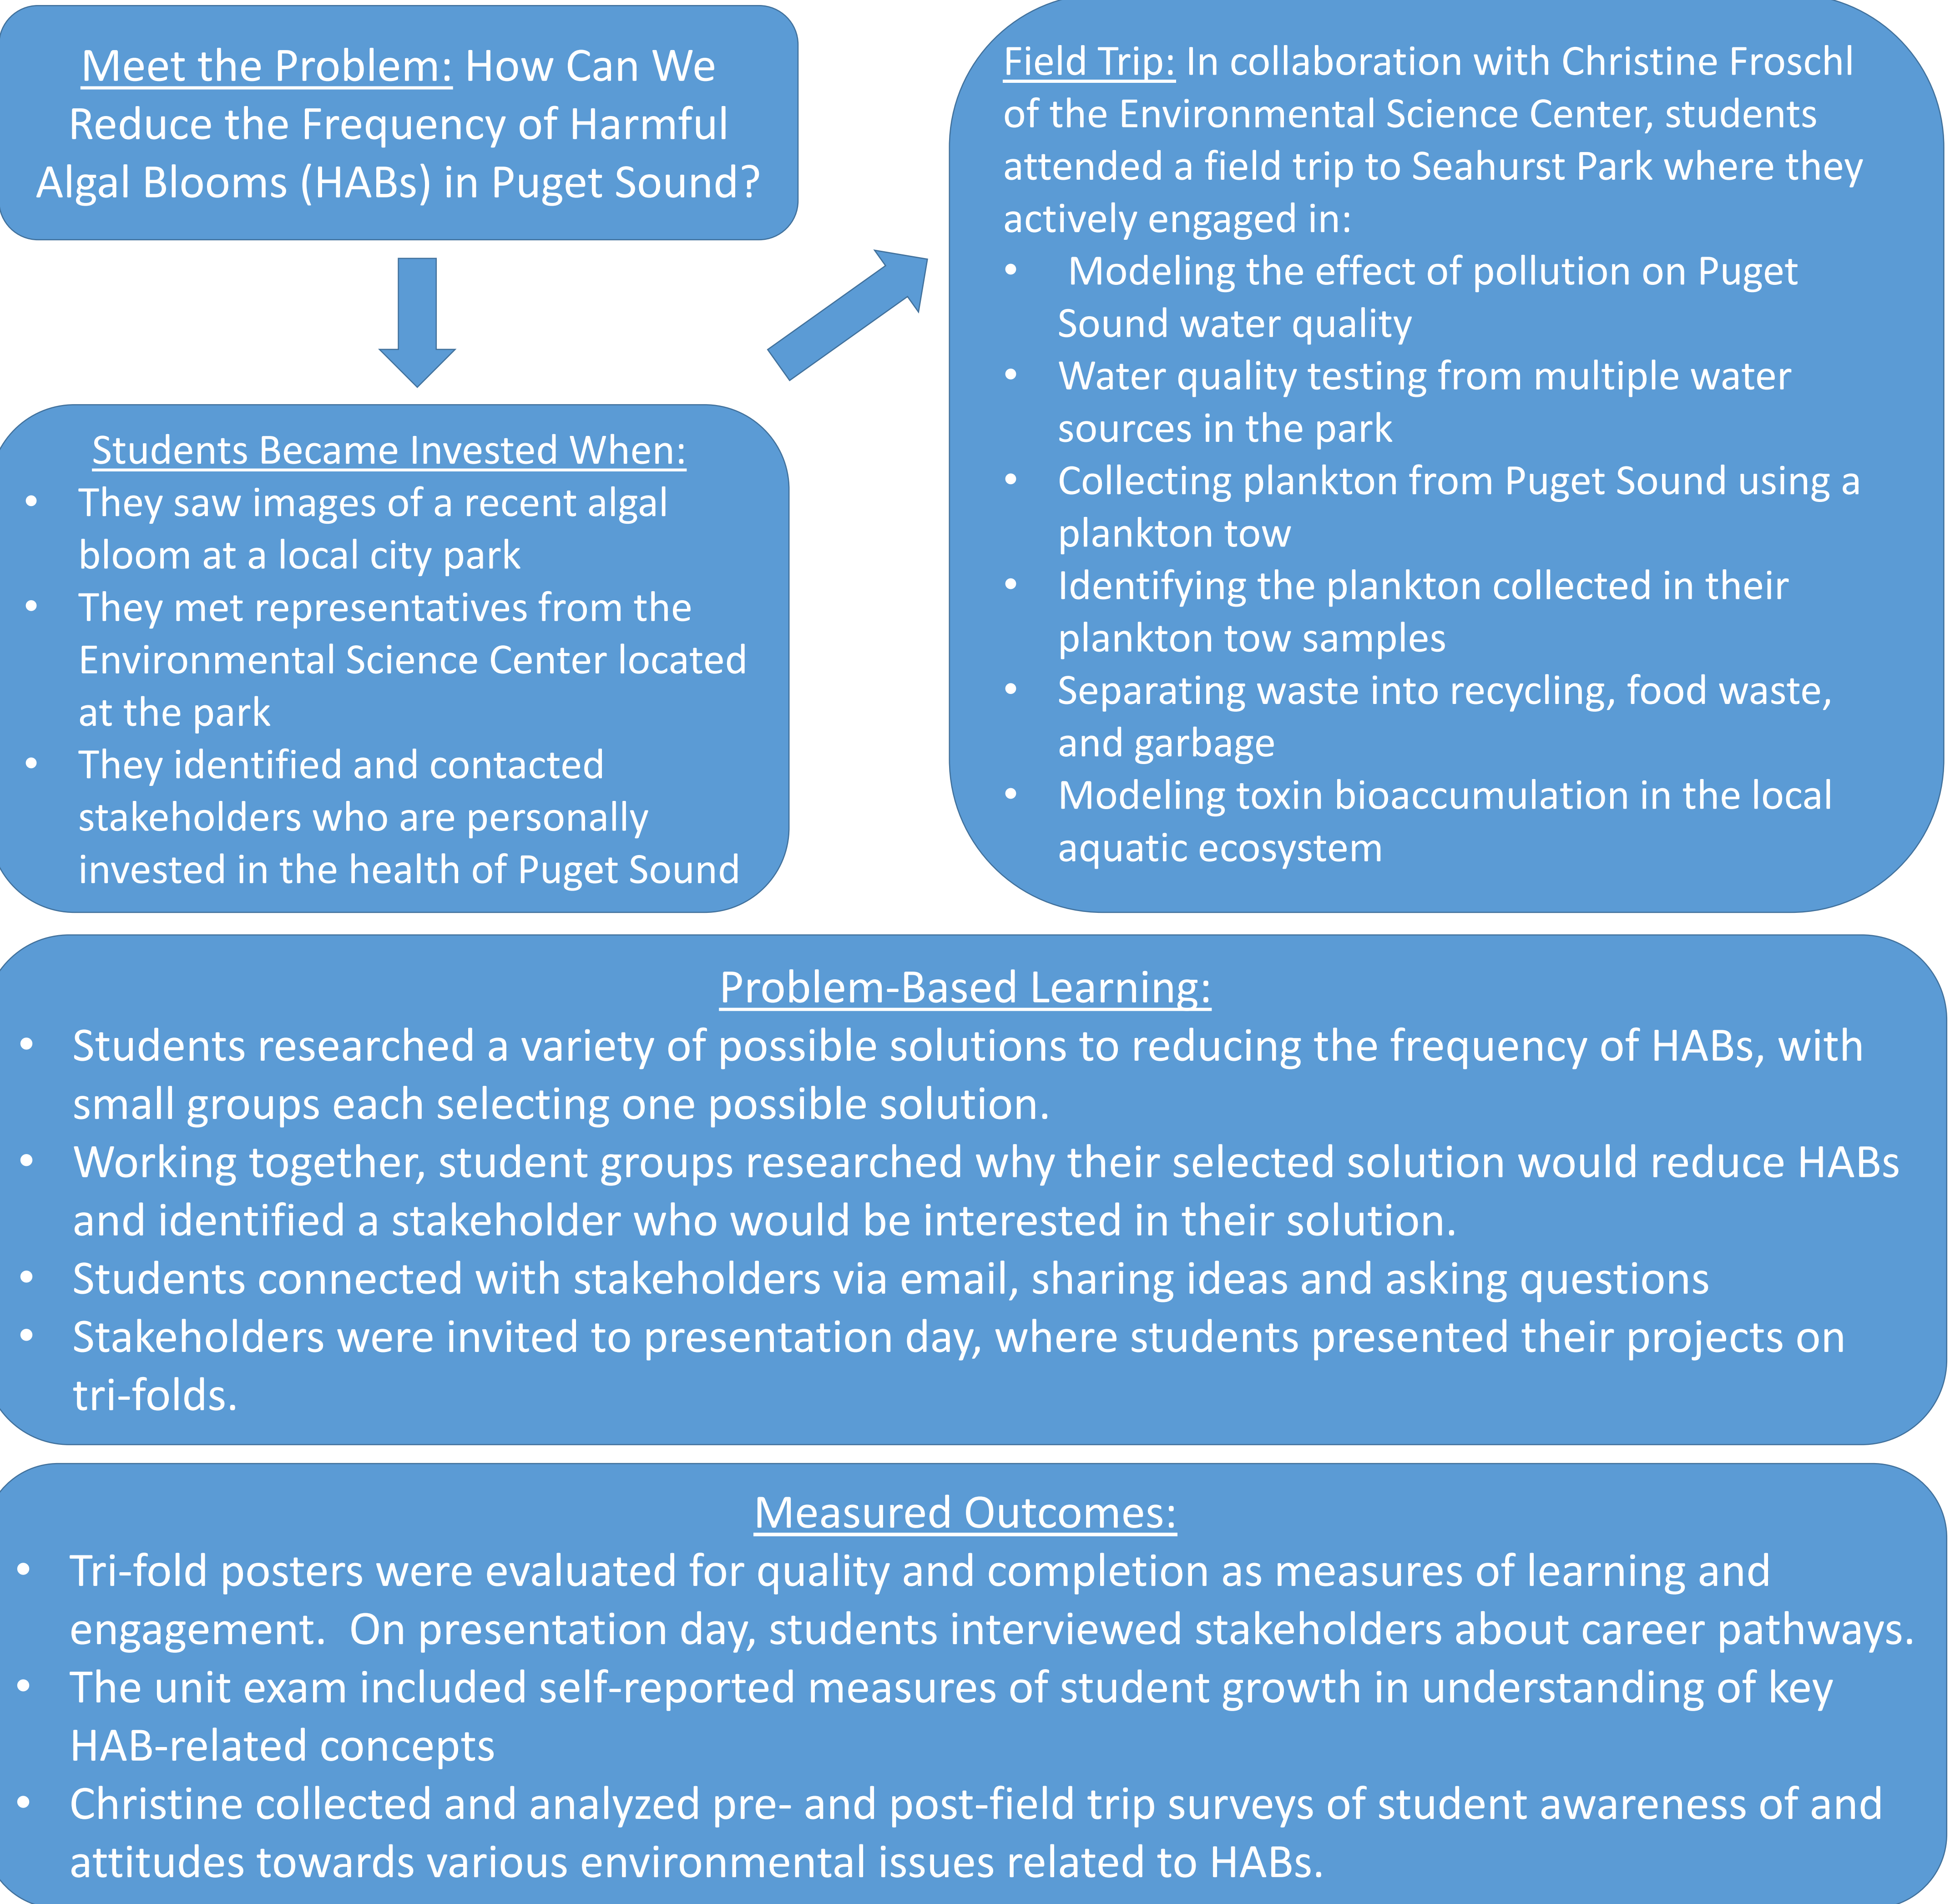 Meet the Problem: How Can We
Reduce the Frequency of Harmful
Algal Blooms (HABs) in Puget Sound?
Students Became Invested When:
• They saw images of a recent algal
bloom at a local city park
• They met representatives from the
Environmental Science Center located
at the park
• They identified and contacted
stakeholders who are personally
invested in the health of Puget Sound
Field Trip: In collaboration with Christine Froschl
of the Environmental Science Center, students
attended a field trip to Seahurst Park where they
actively engaged in:
• Modeling the effect of pollution on Puget
Sound water quality
• Water quality testing from multiple water
sources in the park
• Collecting plankton from Puget Sound using a
plankton tow
• Identifying the plankton collected in their
plankton tow samples
• Separating waste into recycling, food waste,
and garbage
• Modeling toxin bioaccumulation in the local
aquatic ecosystem
Problem-Based Learning:
• Students researched a variety of possible solutions to reducing the frequency of HABs, with
small groups each selecting one possible solution.
• Working together, student groups researched why their selected solution would reduce HABs
and identified a stakeholder who would be interested in their solution.
• Students connected with stakeholders via email, sharing ideas and asking questions
• Stakeholders were invited to presentation day, where students presented their projects on
tri-folds.
Measured Outcomes:
• Tri-fold posters were evaluated for quality and completion as measures of learning and
engagement.  On presentation day, students interviewed stakeholders about career pathways.
• The unit exam included self-reported measures of student growth in understanding of key
HAB-related concepts
• Christine collected and analyzed pre- and post-field trip surveys of student awareness of and
attitudes towards various environmental issues related to HABs.